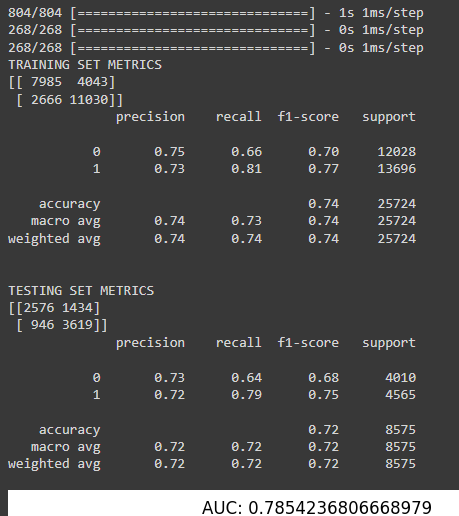 804/804 [==============================] - 1s 1ms/step
268/268 [==============================] - 0s 1ms/step
268/268 [==============================] - 0s 1ms/step
TRAINING SET METRICS
[[ 7985  4043]
 [ 2666 11030]]
              precision    recall  f1-score   support

           0       0.75      0.66      0.70     12028
           1       0.73      0.81      0.77     13696

    accuracy                           0.74     25724
   macro avg       0.74      0.73      0.74     25724
weighted avg       0.74      0.74      0.74     25724

TESTING SET METRICS
[[2576 1434]
 [ 946 3619]]
              precision    recall  f1-score   support

           0       0.73      0.64      0.68      4010
           1       0.72      0.79      0.75      4565

    accuracy                           0.72      8575
   macro avg       0.72      0.72      0.72      8575
weighted avg       0.72      0.72      0.72      8575

AUC: 0.7854236806668979